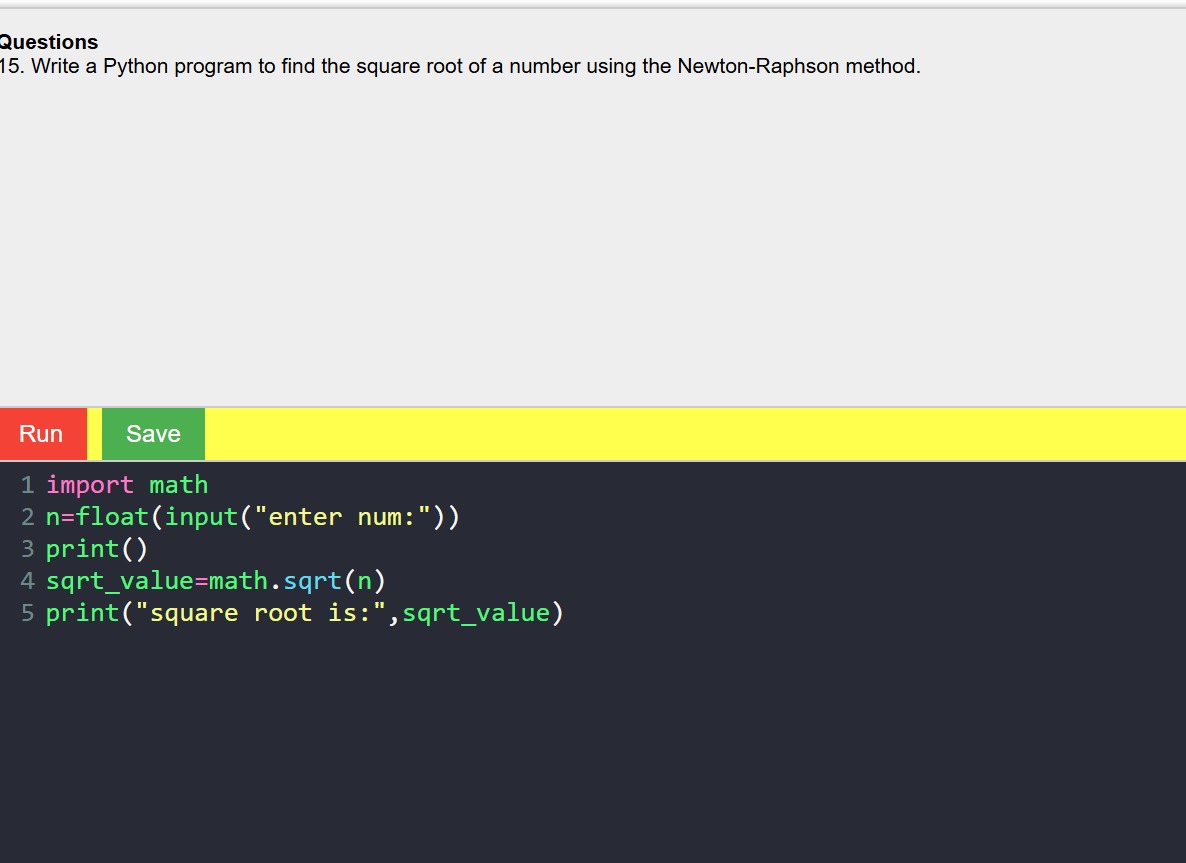 Questions
15. Write a Python program to find the square root of a number using the Newton-Raphson method.
Run Save
1 import math
2 n=float(input("enter num:"))
3 print()
4 sqrt_value=math.sqrt(n)
5 print("square root is:",sqrt_value)